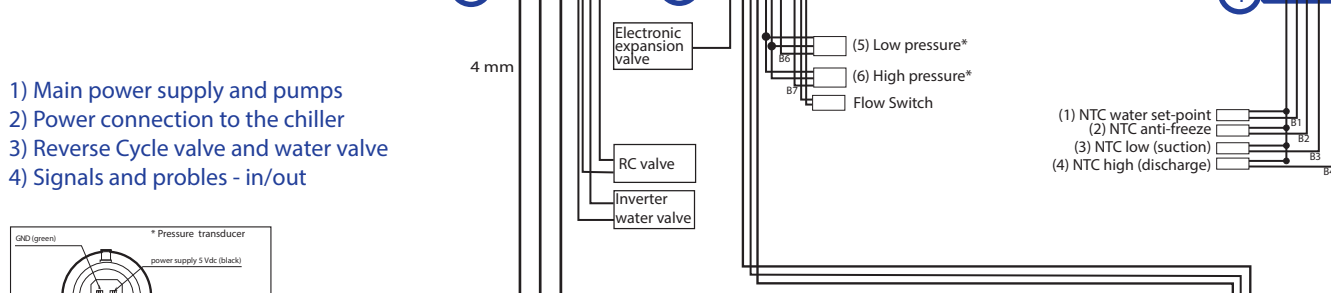 Electronic
expansion
valve
4 mm
(5) Low pressure*
B6
(6) High pressure*
B7
Flow Switch
1) Main power supply and pumps
2) Power connection to the chiller
3) Reverse Cycle valve and water valve
4) Signals and probles - in/out
(1) NTC water set-point
B1
(2) NTC anti-freeze
B2
(3) NTC low (suction)
B3
(4) NTC high (discharge)
RC valve
Inverter
water valve
GND (green)
* Pressure transducer
power supply 5 Vdc (black)